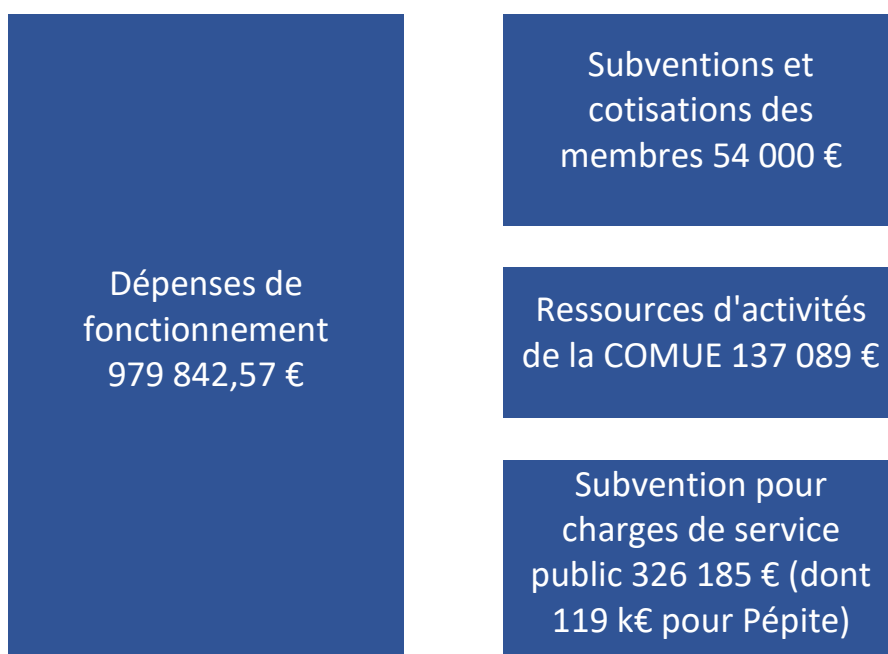 Dépenses de
fonctionnement
979 842,57 €
Subventions et
cotisations des
membres 54 000 €
Ressources d'activités
de la COMUE 137 089 €
Subvention pour
charges de service
public 326 185 € (dont
119 k€ pour Pépite)